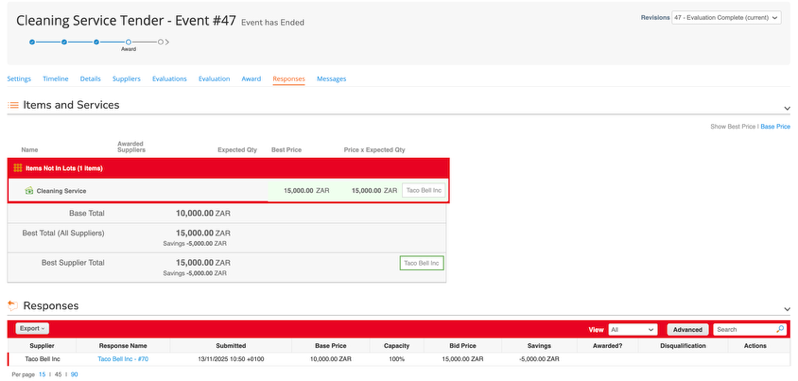 Cleaning Service Tender - Event #47 Event has Ended
Revisions 47 - Evaluation Complete (current)
Award
Settings Timeline Details Suppliers Evaluations Evaluation Award Responses Messages
Items and Services
Show Best Price | Base Price
Name Awarded Suppliers Expected Qty Best Price Price x Expected Qty
Items Not In Lots (1 items)
Cleaning Service 15,000.00 ZAR 15,000.00 ZAR Taco Bell Inc
Base Total 10,000.00 ZAR
Best Total (All Suppliers) 15,000.00 ZAR
Savings -5,000.00 ZAR
Best Supplier Total 15,000.00 ZAR Taco Bell Inc
Savings -5,000.00 ZAR
Responses
Export View All Advanced Search
Supplier Response Name Submitted Base Price Capacity Bid Price Savings Awarded? Disqualification Actions
Taco Bell Inc Taco Bell Inc - #70 13/11/2025 10:50 +0100 10,000.00 ZAR 100% 15,000.00 ZAR -5,000.00 ZAR
Per page 15 | 45 | 90